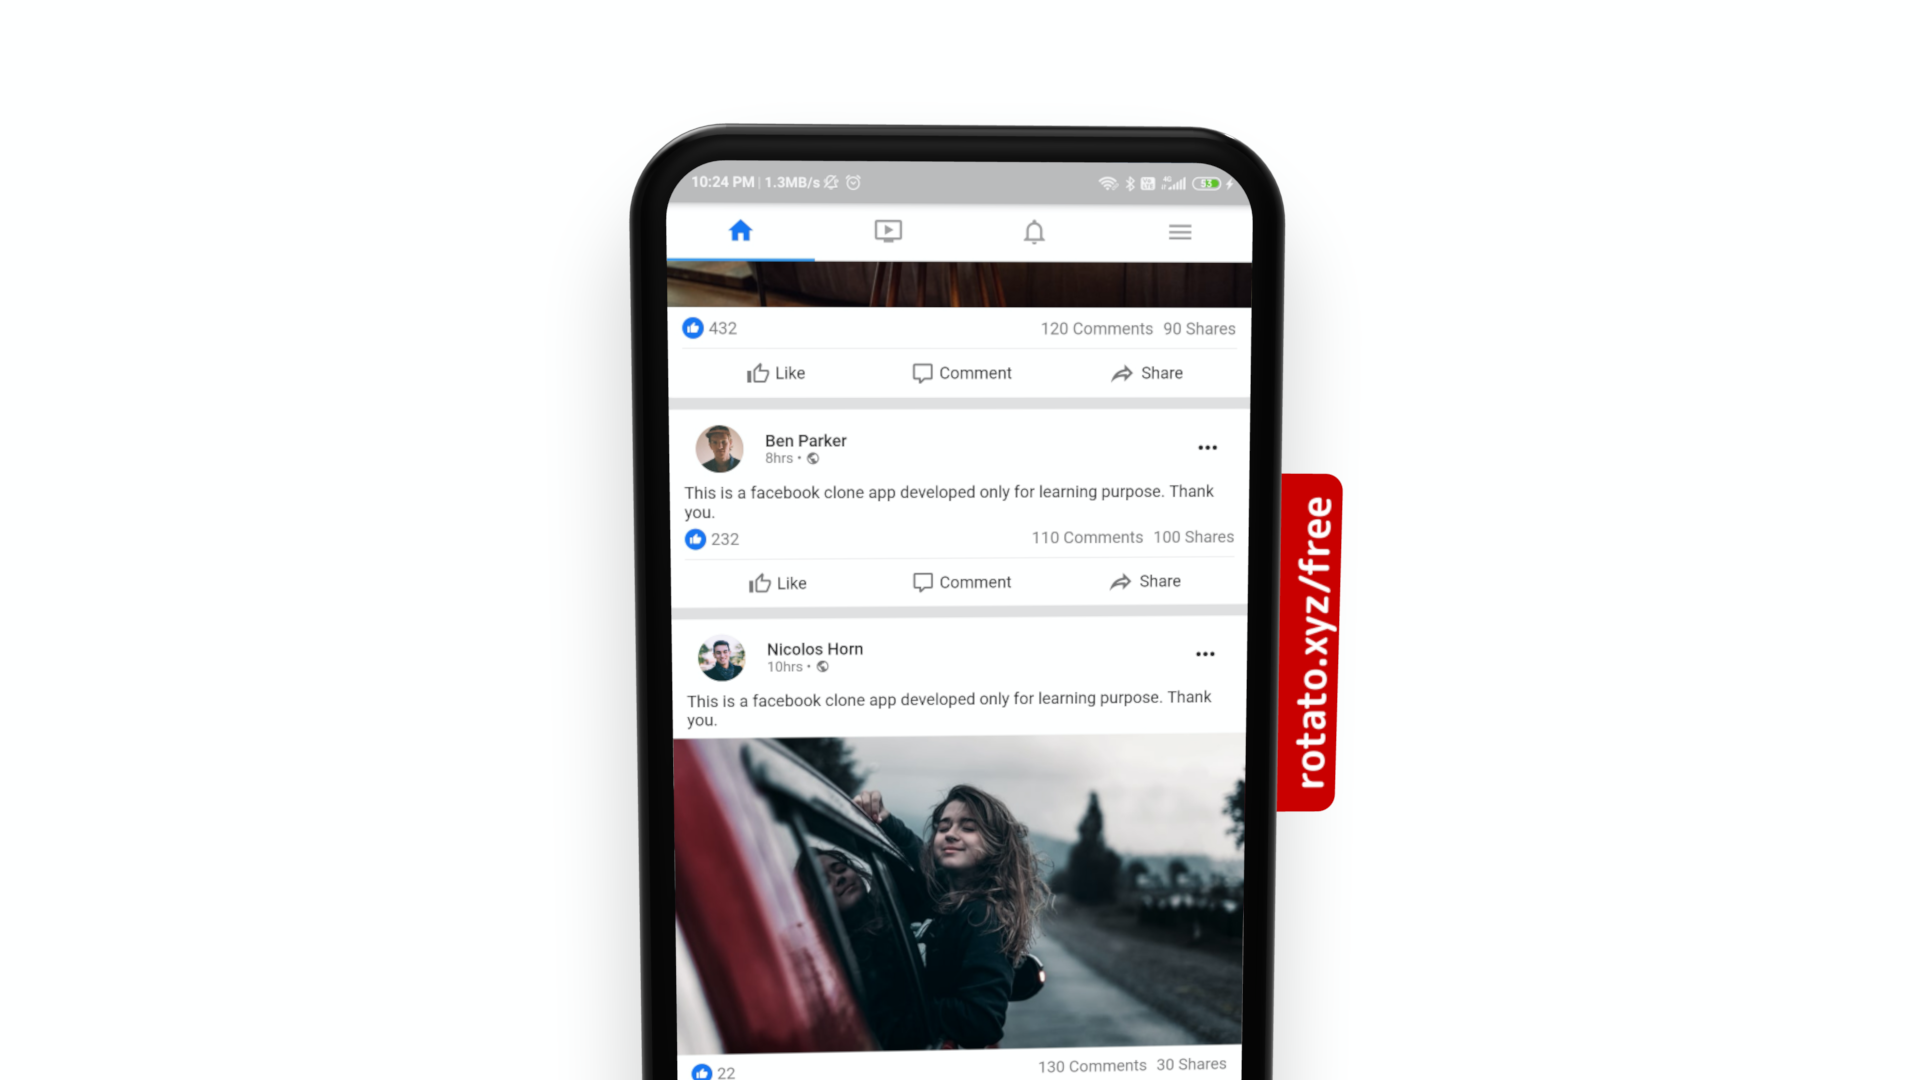 10:24 PM | 1.3MB/s
4G
53
432
120 Comments 90 Shares
Like
Comment
Share
Ben Parker
8hrs •
This is a facebook clone app developed only for learning purpose. Thank
you.
232
110 Comments 100 Shares
Like
Comment
Share
Nicolos Horn
10hrs •
This is a facebook clone app developed only for learning purpose. Thank
you.
22
130 Comments 30 Shares
rotato.xyz/free